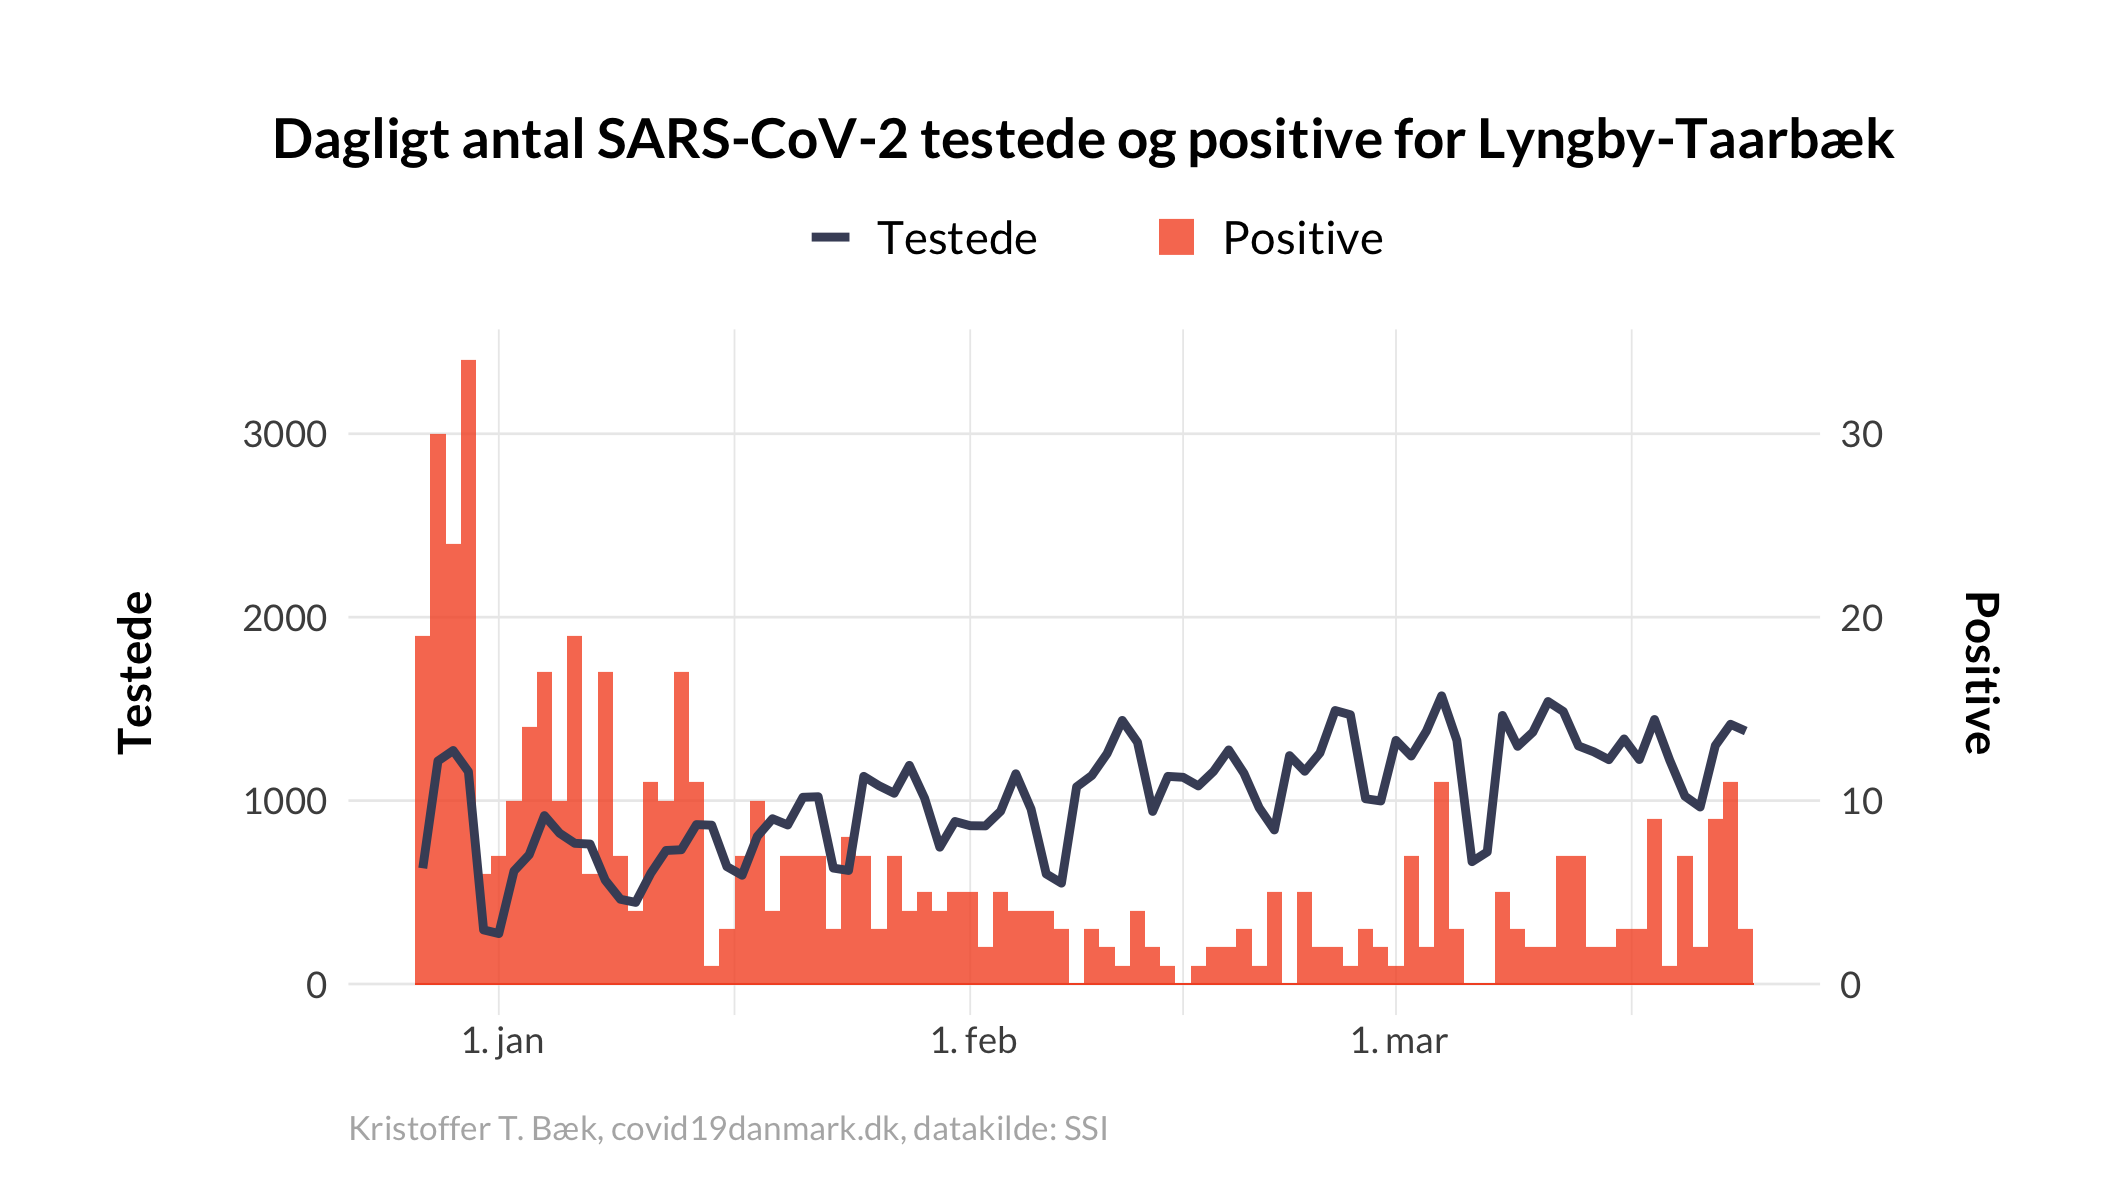 Dagligt antal SARS-CoV-2 testede og positive for Lyngby-Taarbæk
Testede
Positive
3000
2000
1000
0
Testede
30
20
10
0
Positive
1. jan
1. feb
1. mar
Kristoffer T. Bæk, covid19danmark.dk, datakilde: SSI